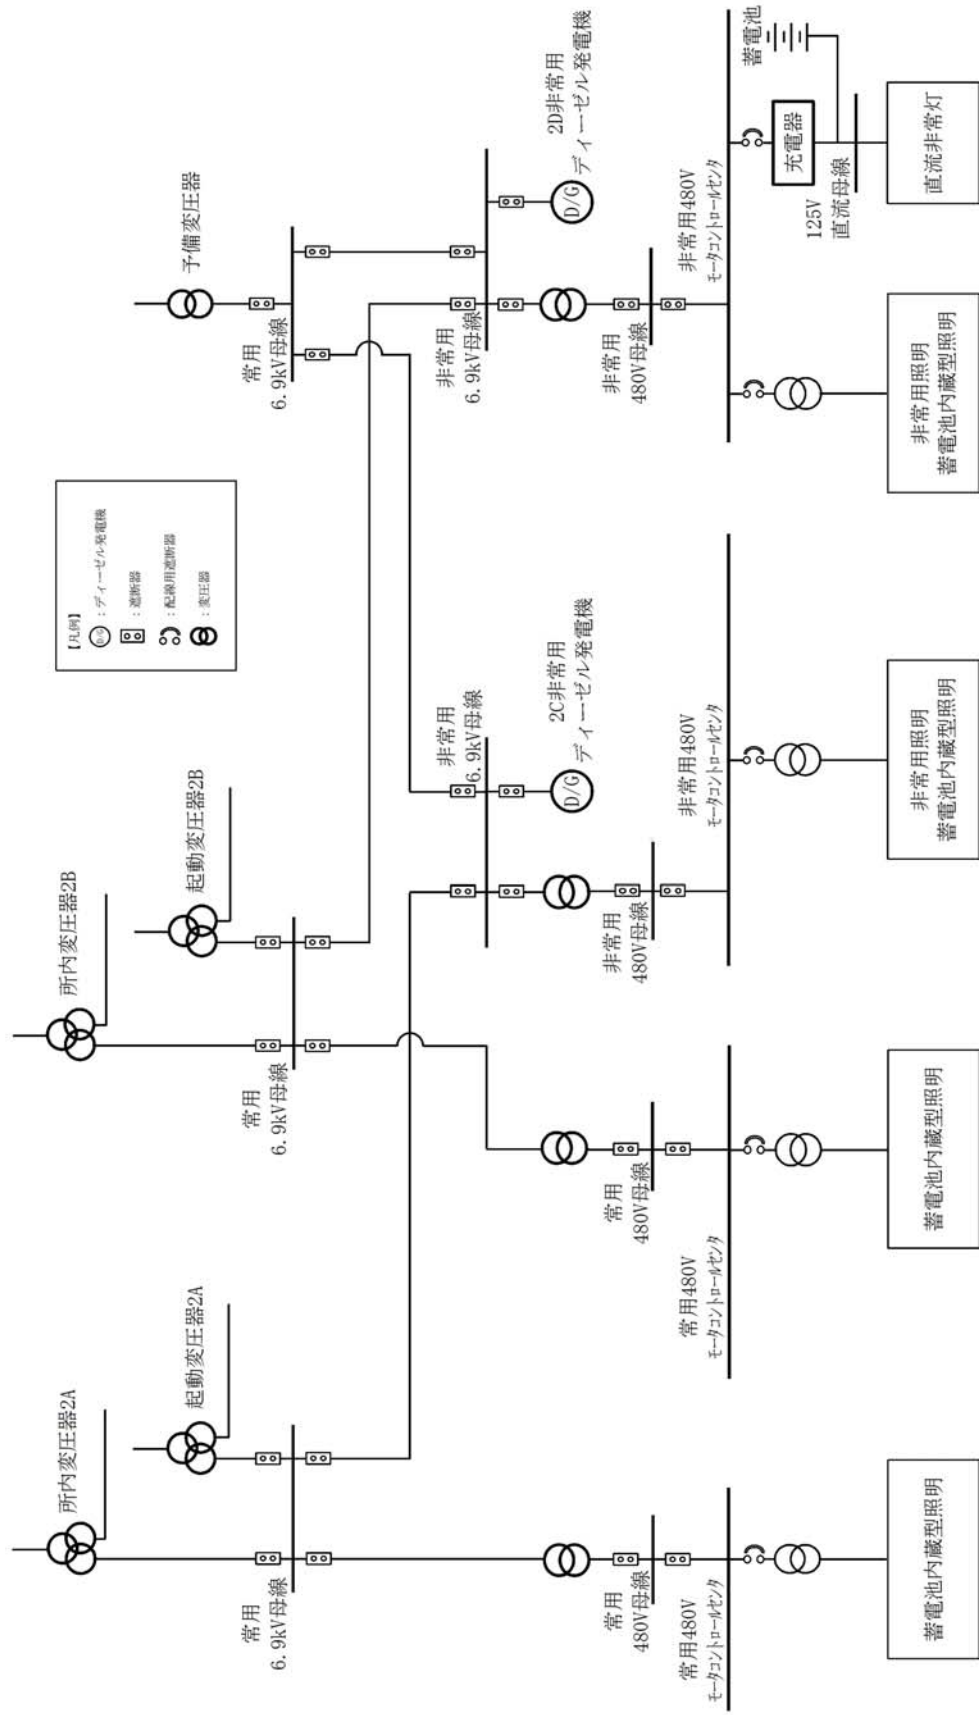 所内変圧器2A
起動変圧器2A
所内変圧器2B
起動変圧器2B
【凡例】
D/G
：ディーゼル発電機
：遮断器
：配線用遮断器
：変圧器
予備変圧器
常用
6.9kV母線
常用
6.9kV母線
常用
6.9kV母線
非常用
6.9kV母線
非常用
6.9kV母線
D/G
2C非常用
ディーゼル発電機
D/G
2D非常用
ディーゼル発電機
常用
480V母線
常用
480V母線
非常用
480V母線
非常用
480V母線
常用480V
モータコントロールセンタ
常用480V
モータコントロールセンタ
非常用480V
モータコントロールセンタ
非常用480V
モータコントロールセンタ
充電器
蓄電池
125V
直流母線
蓄電池内蔵型照明
蓄電池内蔵型照明
非常用照明
蓄電池内蔵型照明
非常用照明
蓄電池内蔵型照明
直流非常灯